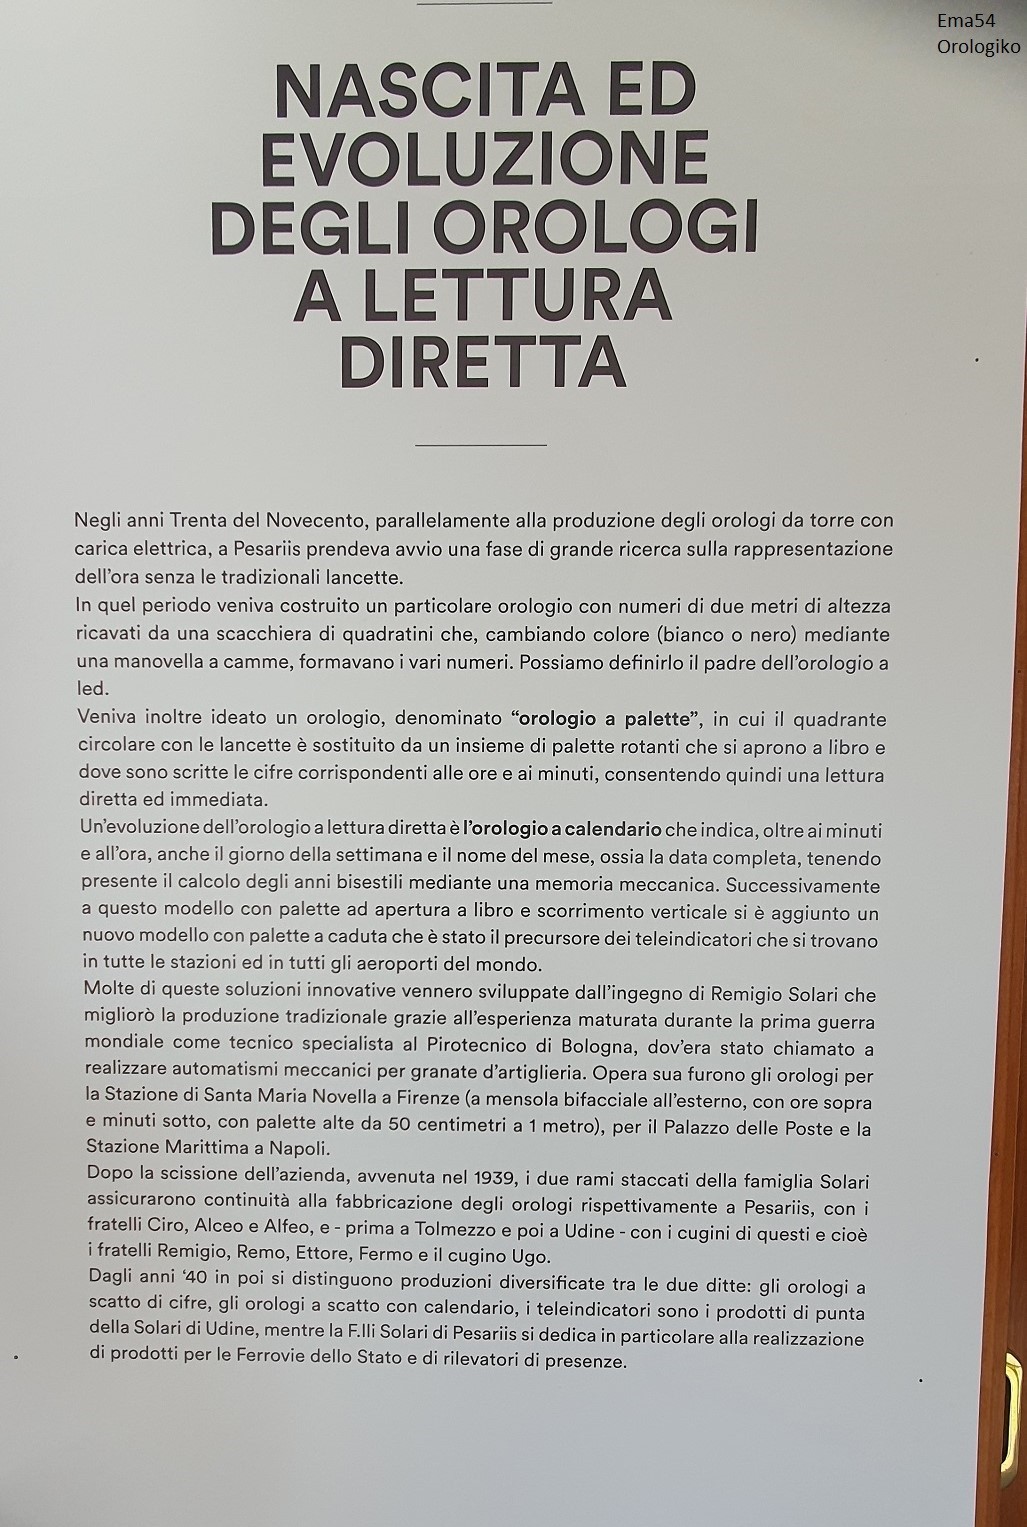 Ema54
Orologiko
NASCITA ED
EVOLUZIONE
DEGLI OROLOGI
A LETTURA
DIRETTA
Negli anni Trenta del Novecento, parallelamente alla produzione degli orologi da torre con
carica elettrica, a Pesariis prendeva avvio una fase di grande ricerca sulla rappresentazione
dell'ora senza le tradizionali lancette.
In quel periodo veniva costruito un particolare orologio con numeri di due metri di altezza
ricavati da una scacchiera di quadratini che, cambiando colore (bianco o nero) mediante
una manovella a camme, formavano i vari numeri. Possiamo definirlo il padre dell'orologio a
led.
Veniva inoltre ideato un orologio, denominato “orologio a palette”, in cui il quadrante
circolare con le lancette è sostituito da un insieme di palette rotanti che si aprono a libro e
dove sono scritte le cifre corrispondenti alle ore e ai minuti, consentendo quindi una lettura
diretta ed immediata.
Un'evoluzione dell'orologio a lettura diretta è l'orologio a calendario che indica, oltre ai minuti
e all'ora, anche il giorno della settimana e il nome del mese, ossia la data completa, tenendo
presente il calcolo degli anni bisestili mediante una memoria meccanica. Successivamente
a questo modello con palette ad apertura a libro e scorrimento verticale si è aggiunto un
nuovo modello con palette a caduta che è stato il precursore dei teleindicatori che si trovano
in tutte le stazioni ed in tutti gli aeroporti del mondo.
Molte di queste soluzioni innovative vennero sviluppate dall'ingegno di Remigio Solari che
migliorò la produzione tradizionale grazie all'esperienza maturata durante la prima guerra
mondiale come tecnico specialista al Pirotecnico di Bologna, dov'era stato chiamato a
realizzare automatismi meccanici per granate d'artiglieria. Opera sua furono gli orologi per
la Stazione di Santa Maria Novella a Firenze (a mensola bifacciale all'esterno, con ore sopra
e minuti sotto, con palette alte da 50 centimetri a 1 metro), per il Palazzo delle Poste e la
Stazione Marittima a Napoli.
Dopo la scissione dell'azienda, avvenuta nel 1939, i due rami staccati della famiglia Solari
assicurarono continuità alla fabbricazione degli orologi rispettivamente a Pesariis, con i
fratelli Ciro, Alceo e Alfeo, e - prima a Tolmezzo e poi a Udine - con i cugini di questi e cioè
i fratelli Remigio, Remo, Ettore, Fermo e il cugino Ugo.
Dagli anni ‘40 in poi si distinguono produzioni diversificate tra le due ditte: gli orologi a
scatto di cifre, gli orologi a scatto con calendario, i teleindicatori sono i prodotti di punta
della Solari di Udine, mentre la F.lli Solari di Pesariis si dedica in particolare alla realizzazione
di prodotti per le Ferrovie dello Stato e di rilevatori di presenze.